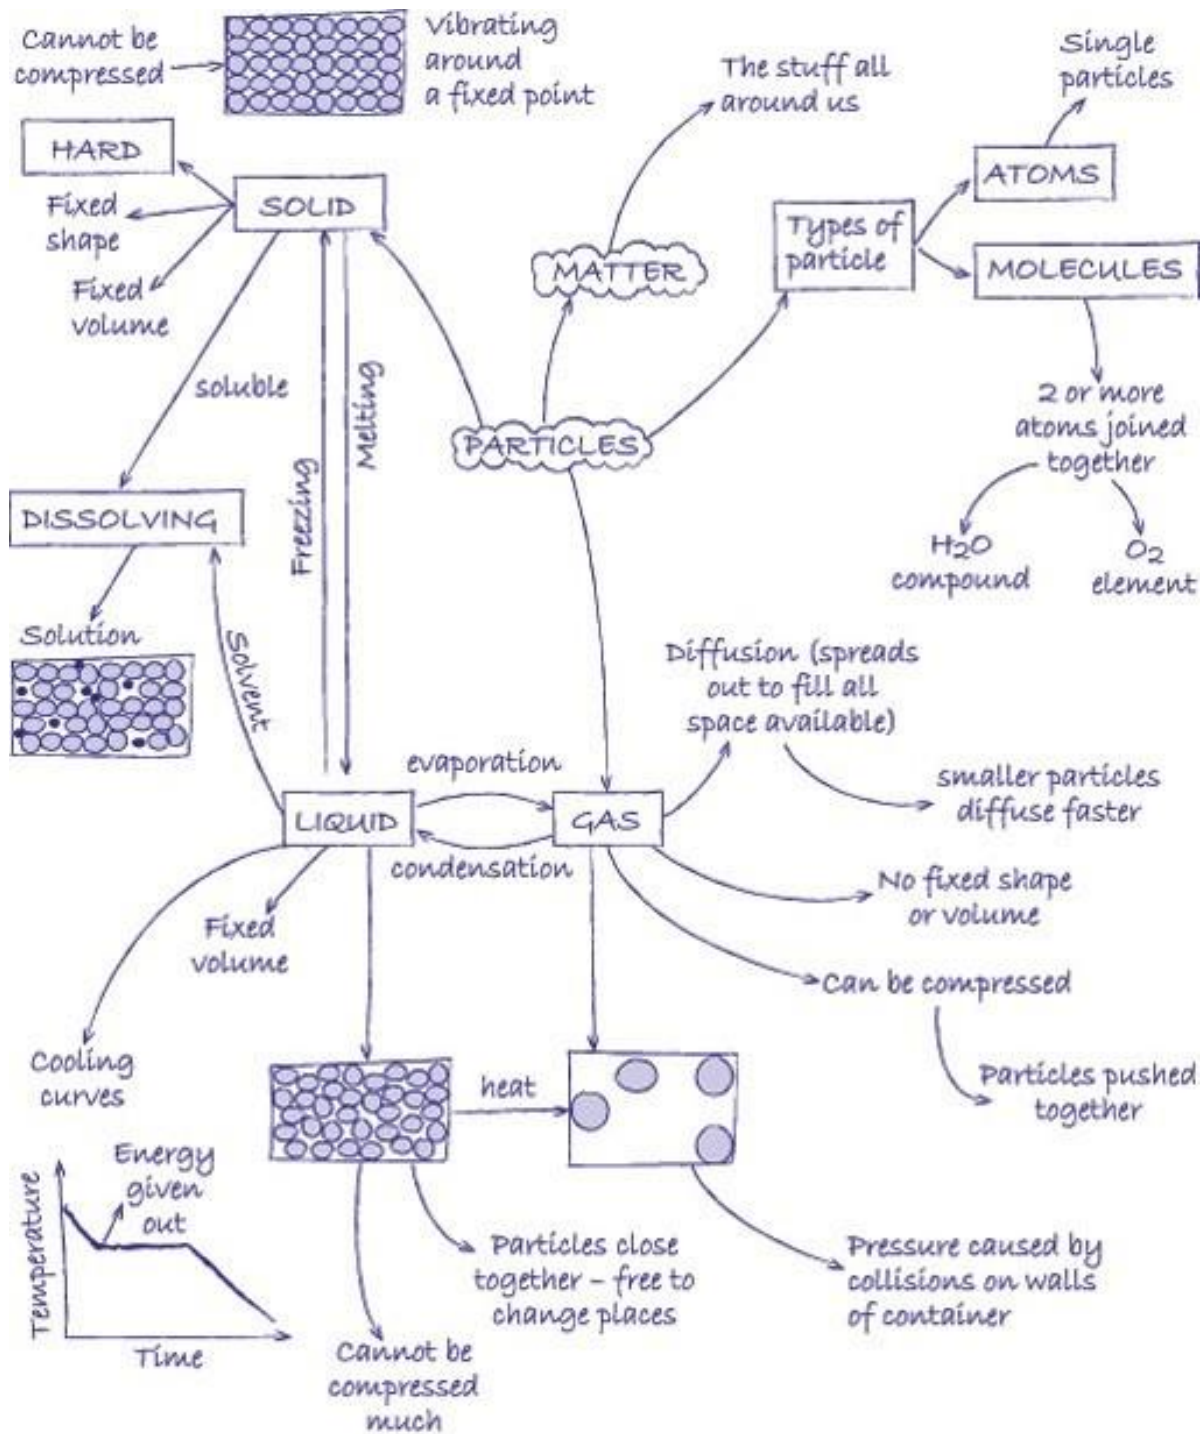 Cannot be
compressed
Vibrating
around
a fixed point
The stuff all
around us
Single
particles
HARD
ATOMS
SOLID
Fixed
shape
Types of
particle
MATTER
MOLECULES
Fixed
volume
soluble
Melting
Freezing
PARTICLES
2 or more
atoms joined
together
DISSOLVING
H2O
compound
O2
element
Solution
Solvent
Diffusion (spreads
out to fill all
space available)
evaporation
smaller particles
diffuse faster
LIQUID
GAS
condensation
No fixed shape
or volume
Fixed
volume
Can be compressed
Cooling
curves
heat
Particles pushed
together
Energy
given
out
Temperature
Time
Particles close
together – free to
change places
Pressure caused by
collisions on walls
of container
Cannot be
compressed
much